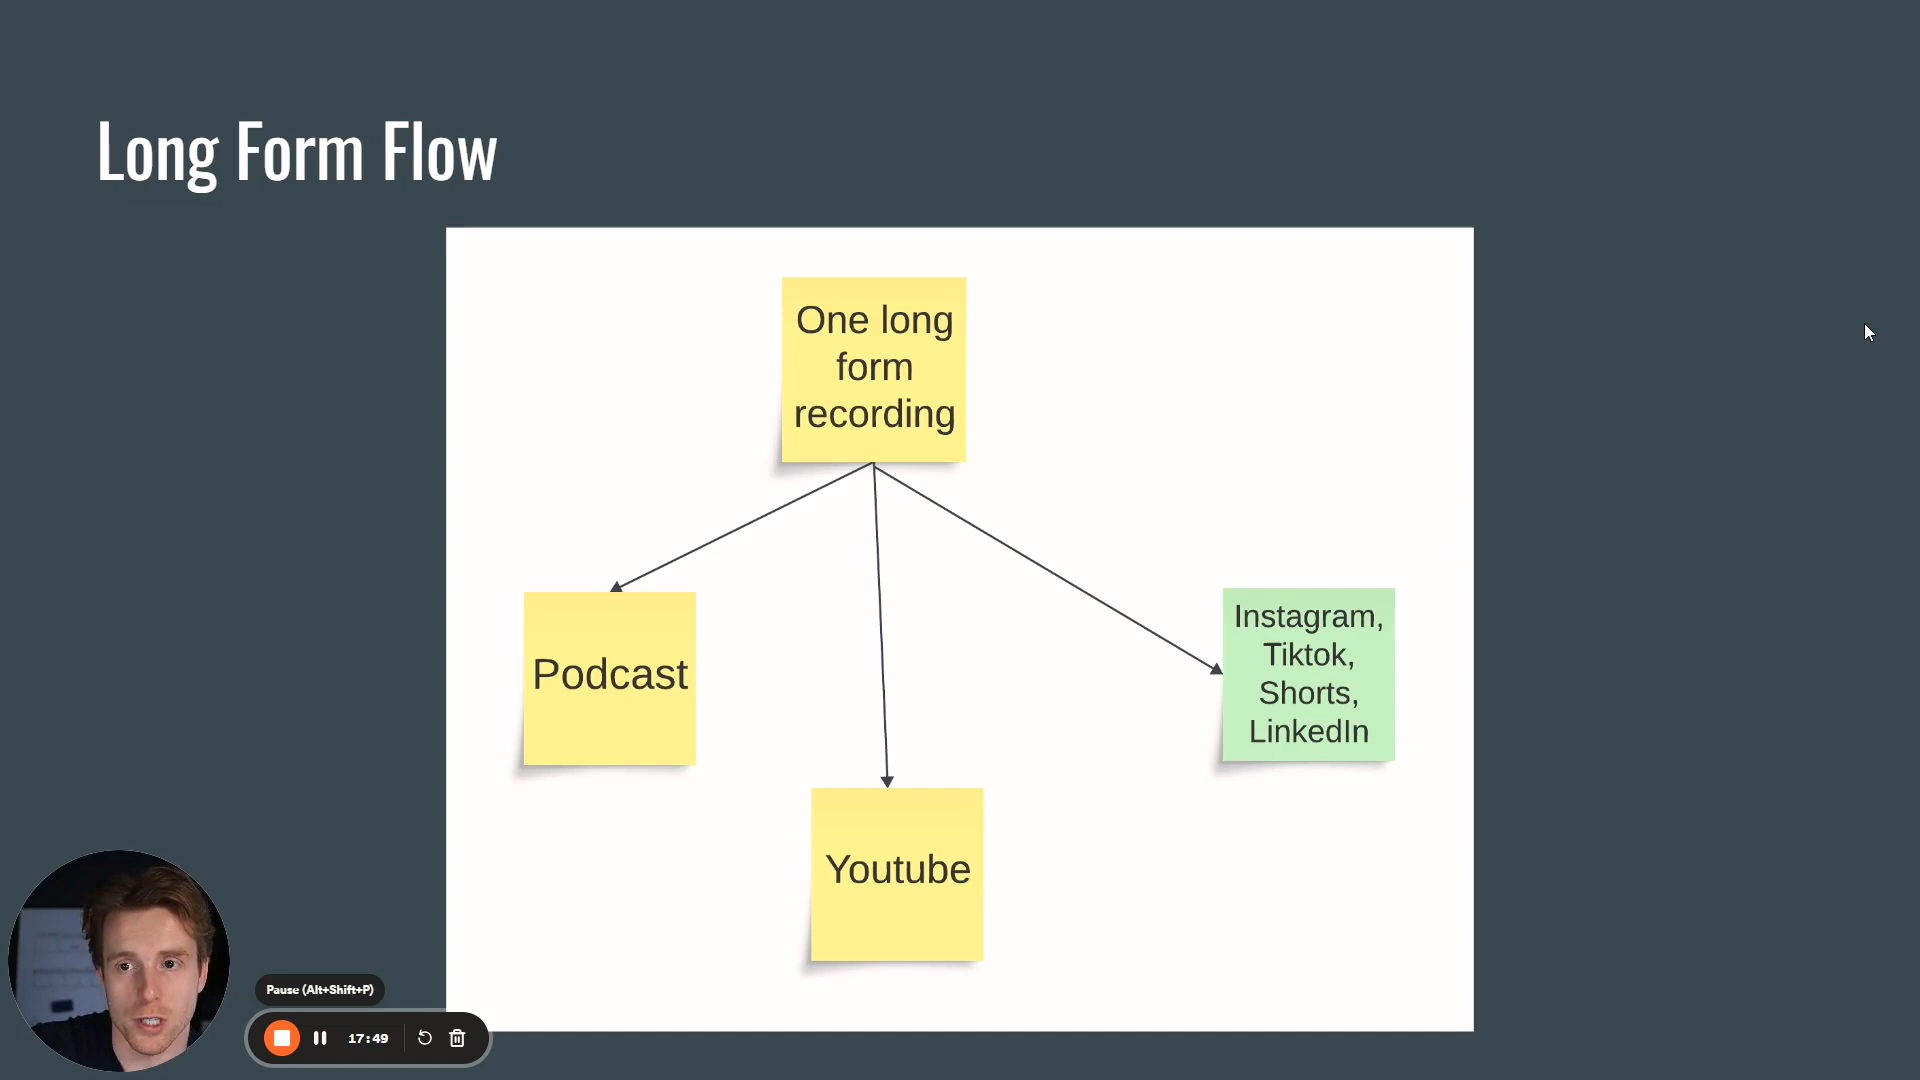 Long Form Flow
One long
form
recording
Podcast
Instagram,
Tiktok,
Shorts,
LinkedIn
Youtube
Pause (Alt+Shift+P)
17:49